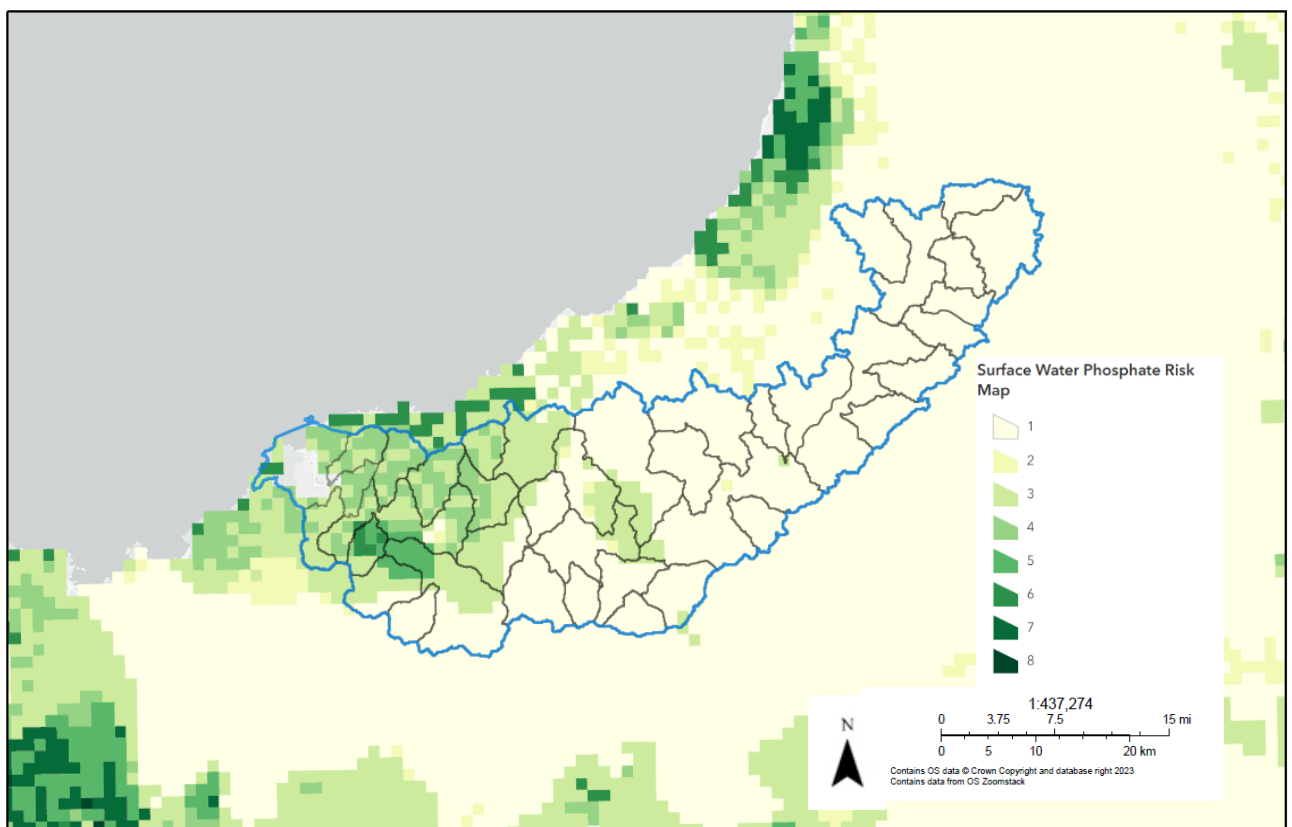 Surface Water Phosphate Risk
Map
1
2
3
4
5
6
7
8
N
1:437,274
0 3.75 7.5 15 mi
0 5 10 20 km
Contains OS data © Crown Copyright and database right 2023
Contains data from OS Zoomstack